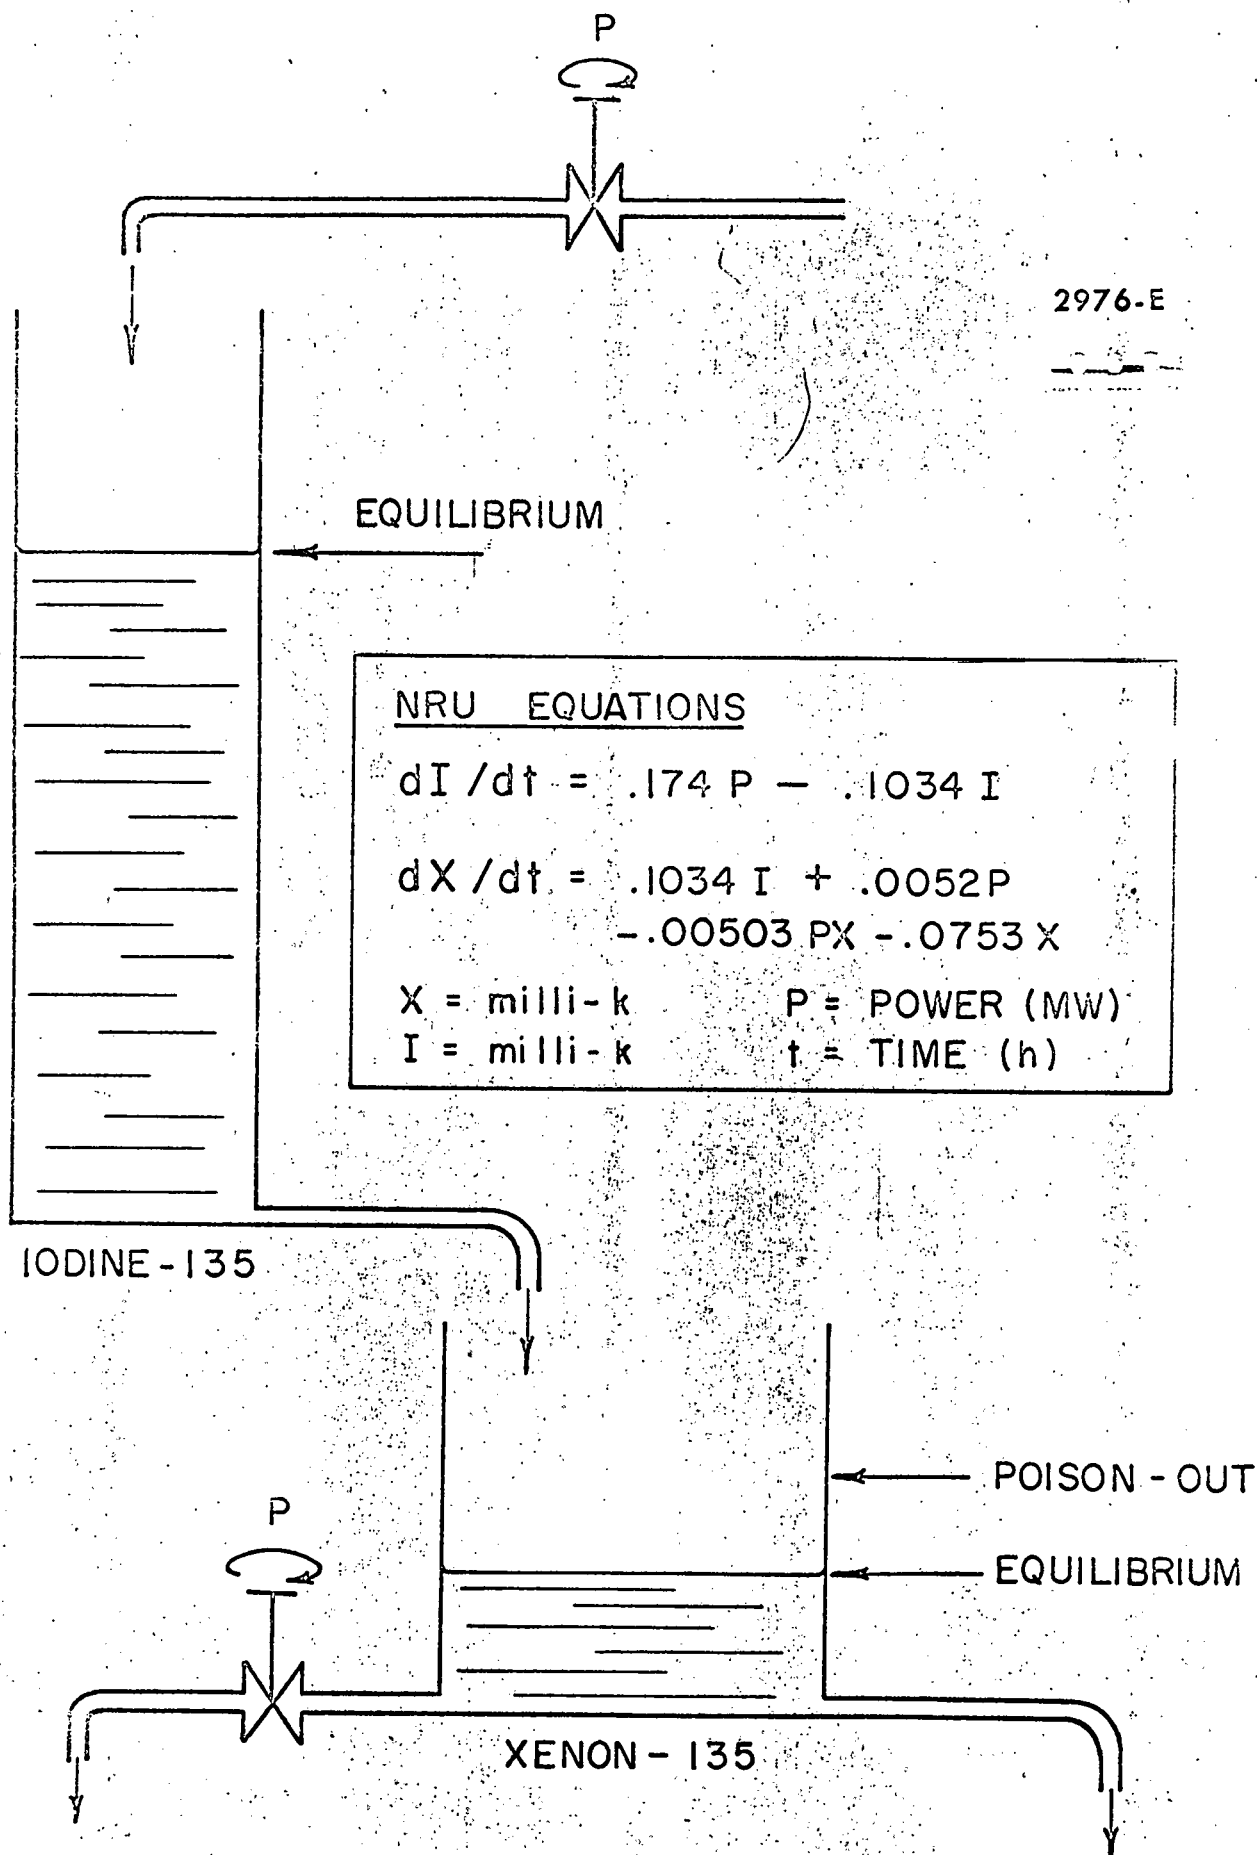 P
2976-E
EQUILIBRIUM
NRU EQUATIONS
dI/dt = .174 P - .1034 I
dX/dt = .1034 I + .0052P
-.00503 PX -.0753 X
X = milli-k P = POWER (MW)
I = milli-k t = TIME (h)
IODINE-135
POISON-OUT
P
EQUILIBRIUM
XENON-135